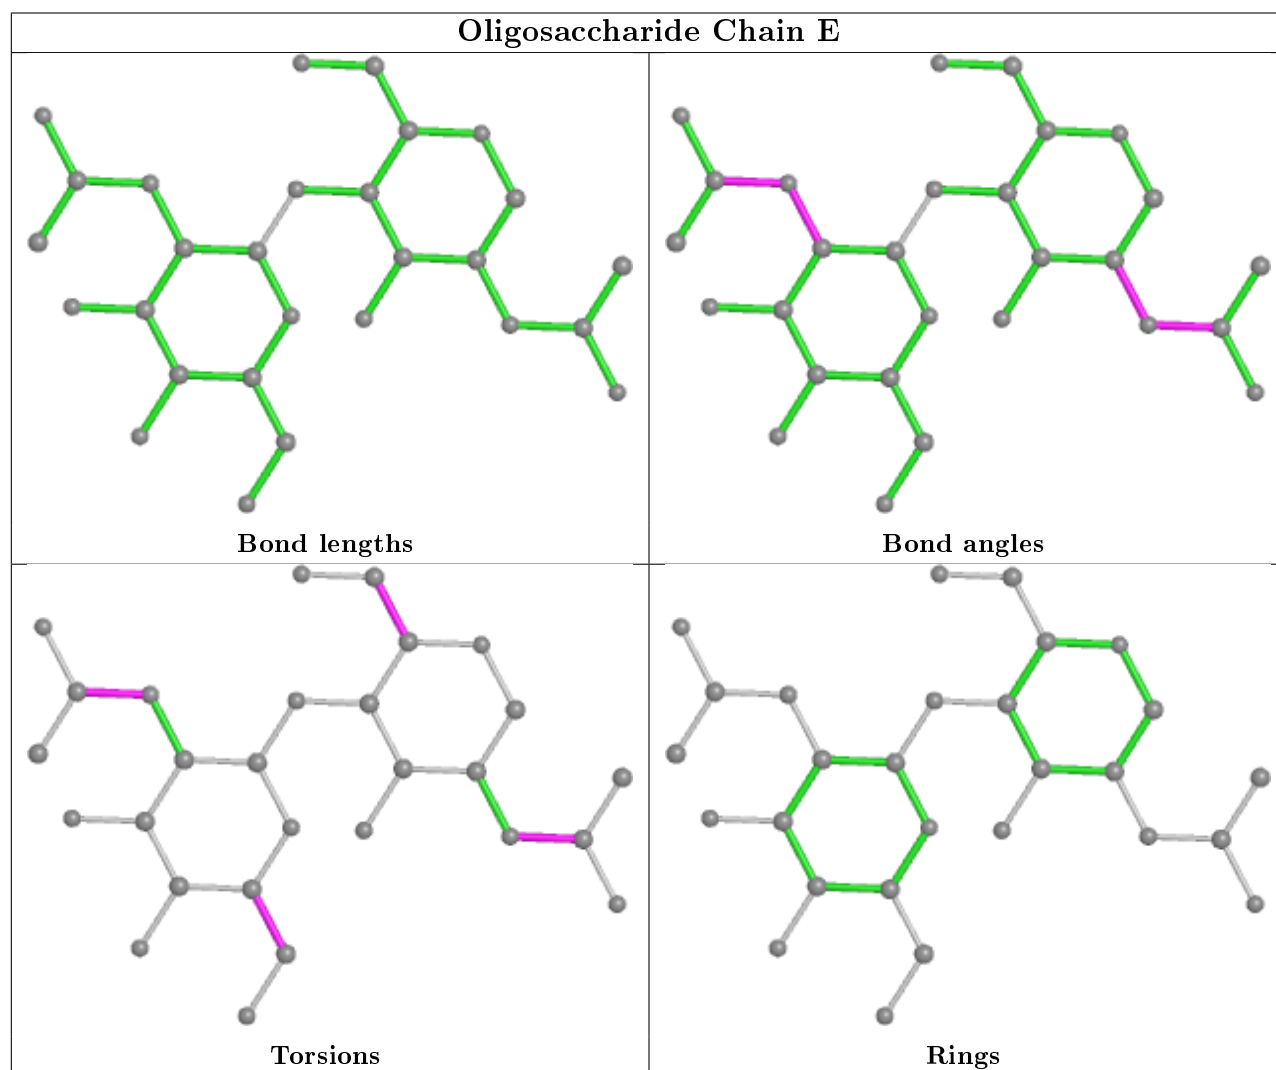 Oligosaccharide Chain E
Bond lengths
Bond angles
Torsions
Rings